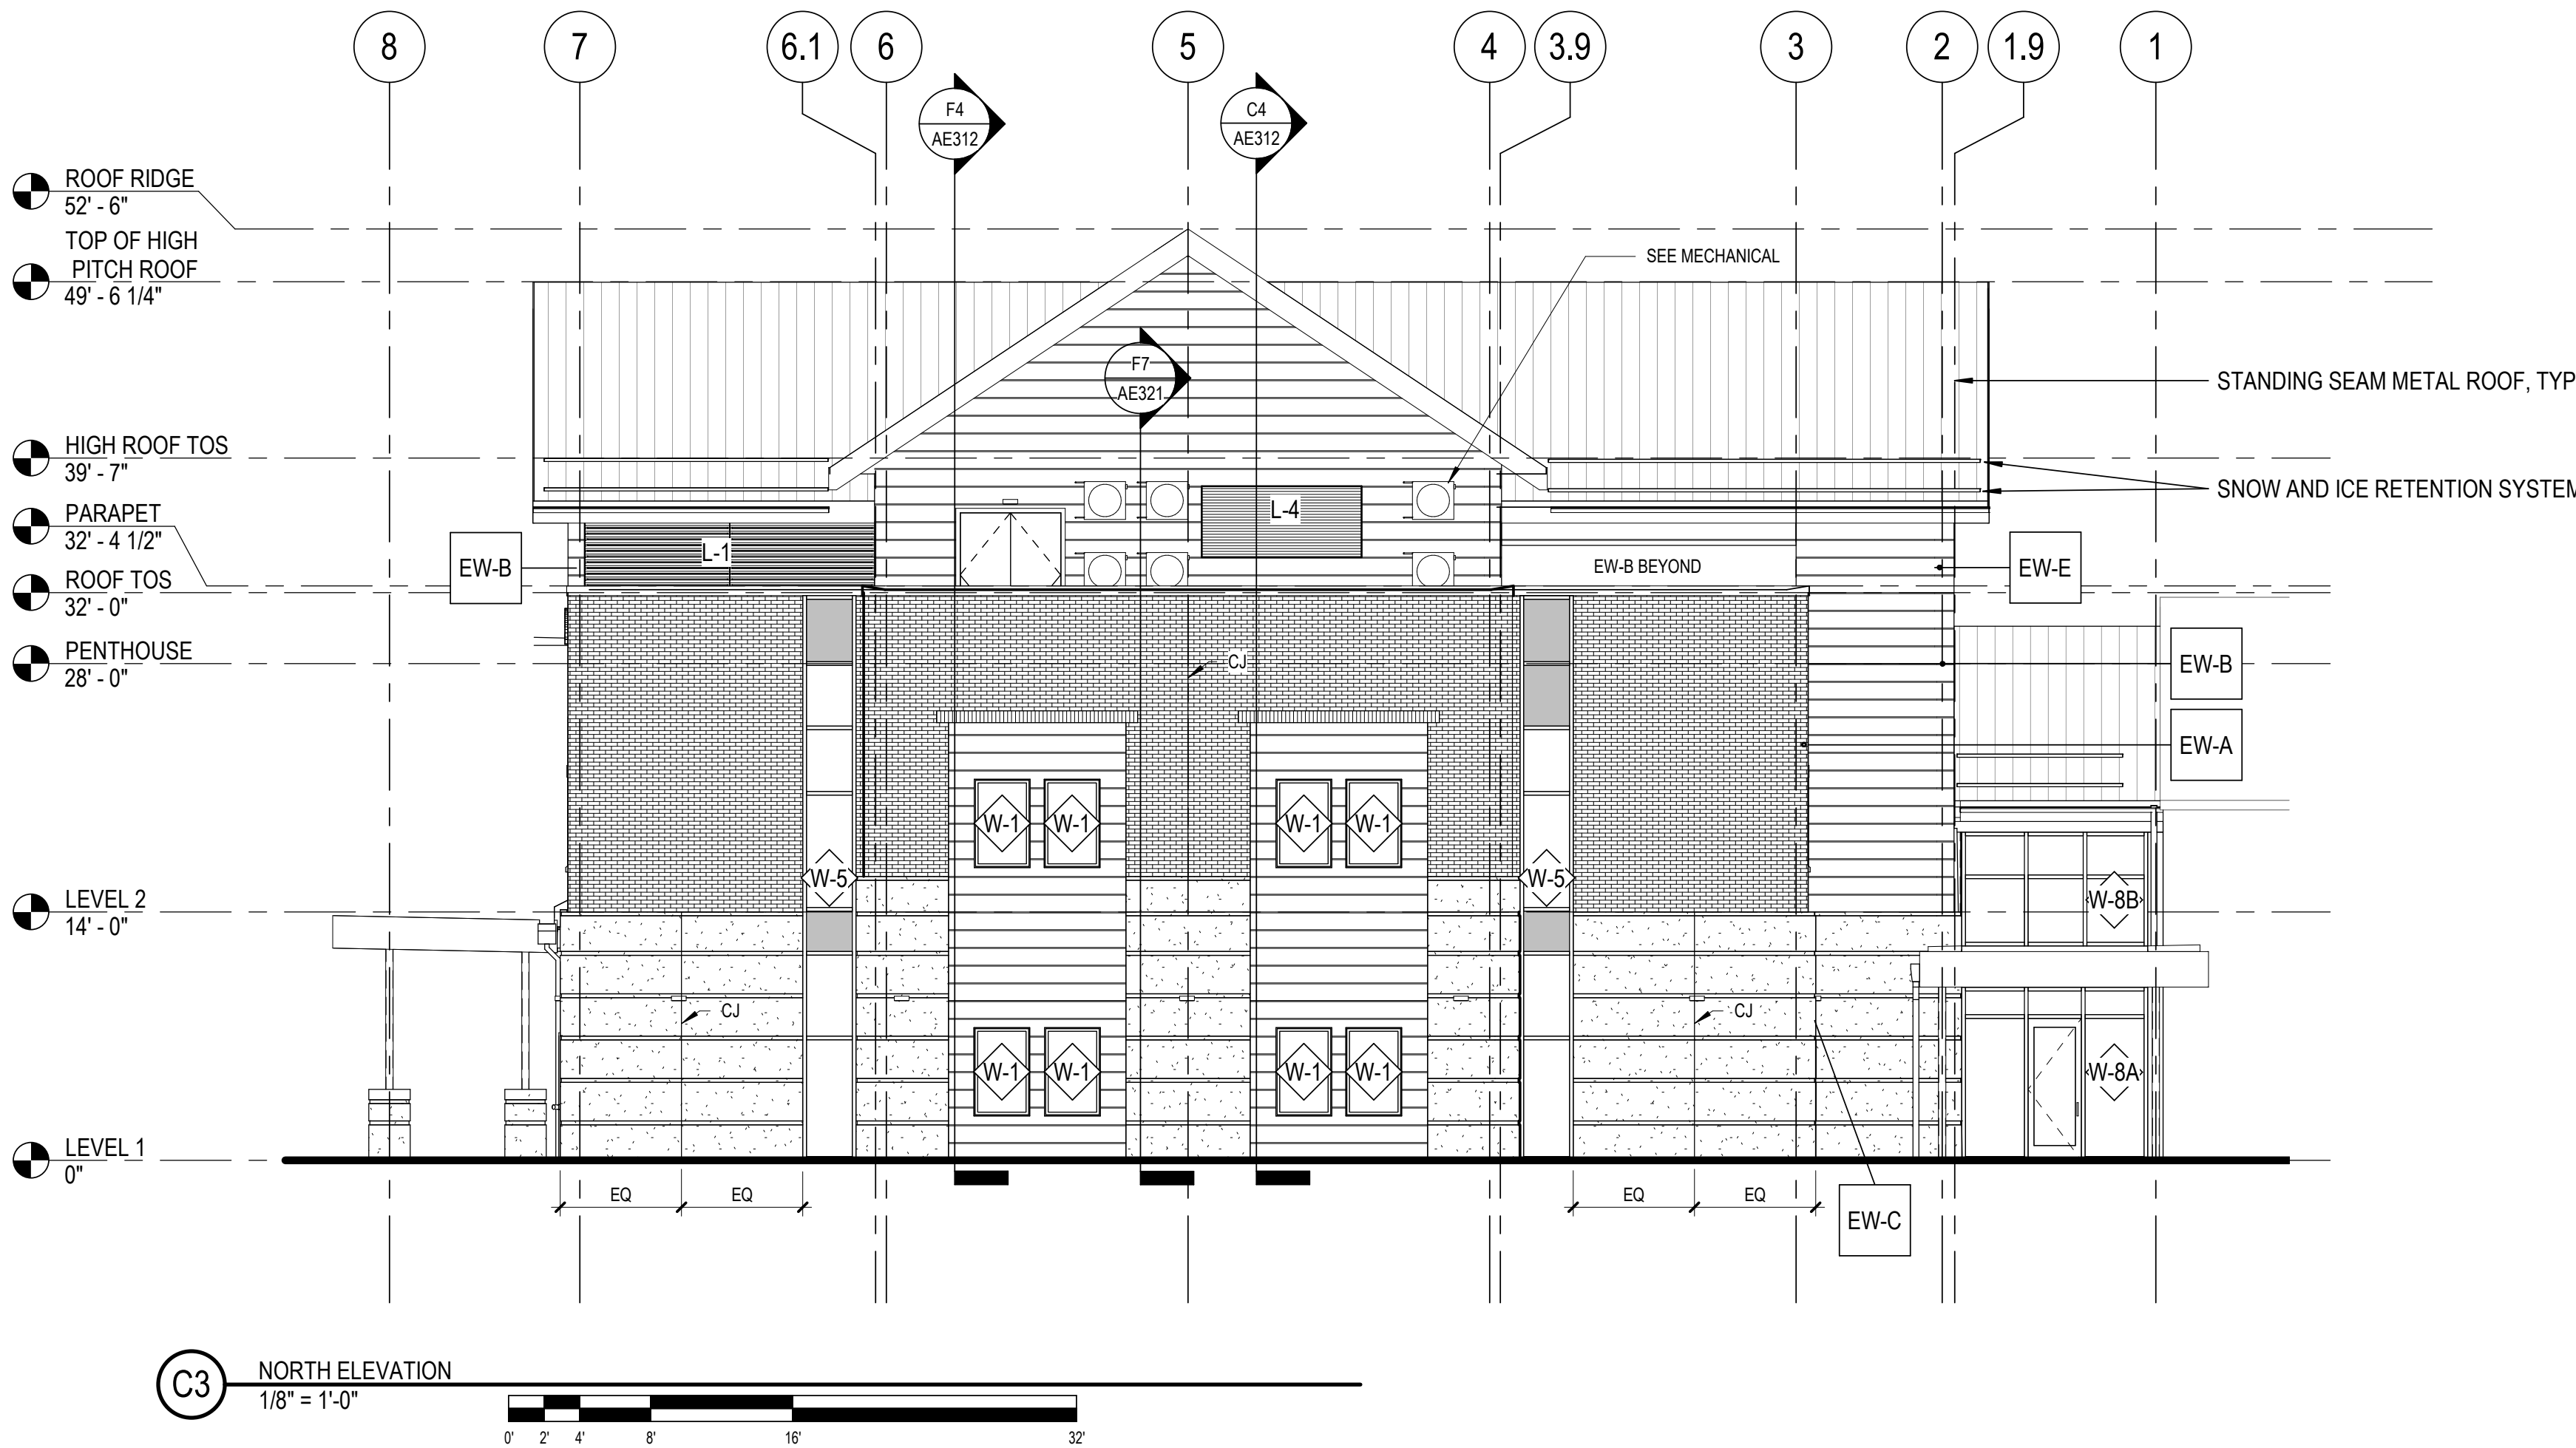 8 7 6.1 6 5 4 3.9 3 2 1.9 1
F4
AE312
C4
AE312
ROOF RIDGE
52' - 6"
TOP OF HIGH
PITCH ROOF
49' - 6 1/4"
SEE MECHANICAL
F7
AE321
STANDING SEAM METAL ROOF, TYP
HIGH ROOF TOS
39' - 7"
SNOW AND ICE RETENTION SYSTEM
PARAPET
32' - 4 1/2"
L-4
L-1
EW-B
EW-B BEYOND
EW-E
ROOF TOS
32' - 0"
PENTHOUSE
28' - 0"
CJ
EW-B
EW-A
W-1 W-1 W-1 W-1
W-5 W-5
LEVEL 2
14' - 0"
W-8B
CJ CJ
W-1 W-1 W-1 W-1
W-8A
LEVEL 1
0"
EQ EQ EQ EQ
EW-C
C3
NORTH ELEVATION
1/8" = 1'-0"
0' 2' 4' 8' 16' 32'